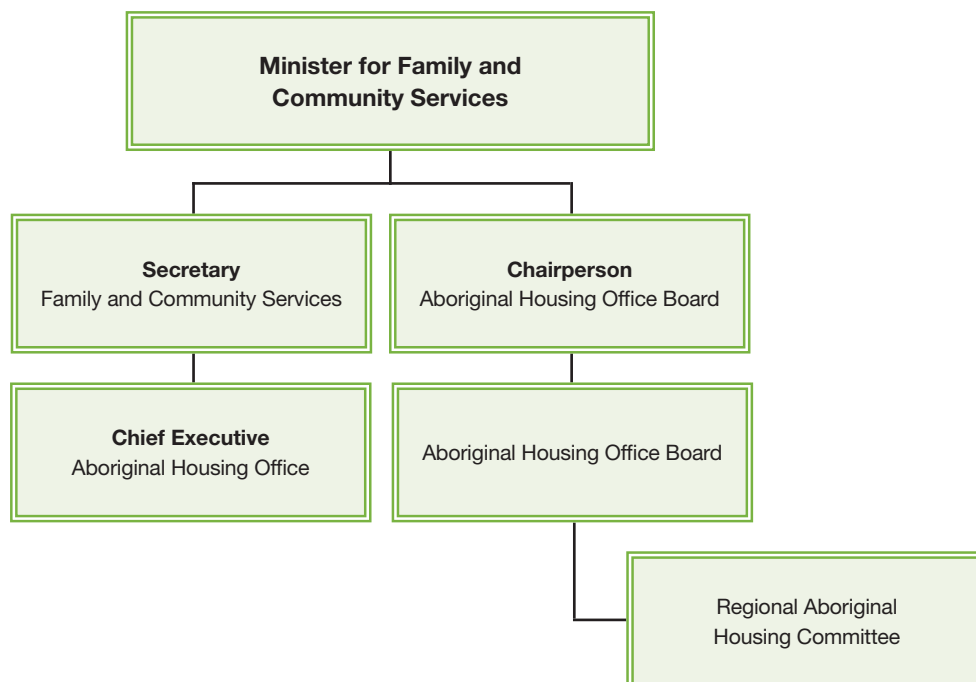 Minister for Family and
Community Services
Secretary
Family and Community Services
Chairperson
Aboriginal Housing Office Board
Chief Executive
Aboriginal Housing Office
Aboriginal Housing Office Board
Regional Aboriginal
Housing Committee